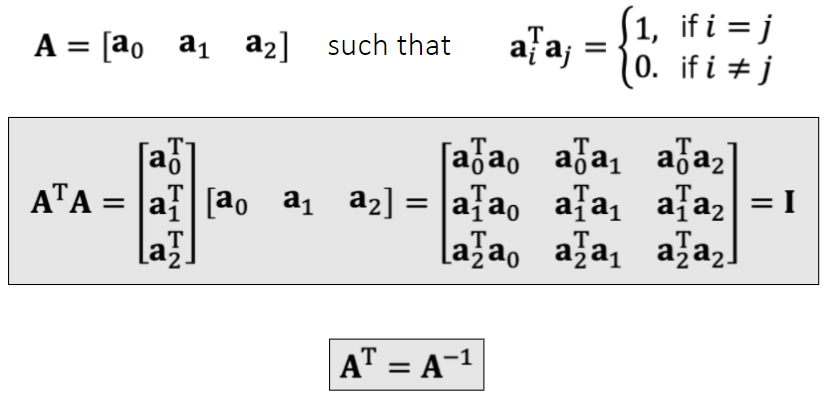 𝐀 = [𝐚₀ 𝐚₁ 𝐚₂] such that 𝐚ᵢᵀ𝐚ⱼ = {1, if i = j
0. if i ≠ j
𝐀ᵀ𝐀 = [𝐚₀ᵀ 𝐚₁ᵀ 𝐚₂ᵀ] [𝐚₀ 𝐚₁ 𝐚₂] = [𝐚₀ᵀ𝐚₀ 𝐚₀ᵀ𝐚₁ 𝐚₀ᵀ𝐚₂
𝐚₁ᵀ𝐚₀ 𝐚₁ᵀ𝐚₁ 𝐚₁ᵀ𝐚₂
𝐚₂ᵀ𝐚₀ 𝐚₂ᵀ𝐚₁ 𝐚₂ᵀ𝐚₂] = 𝐈
𝐀ᵀ = 𝐀⁻¹